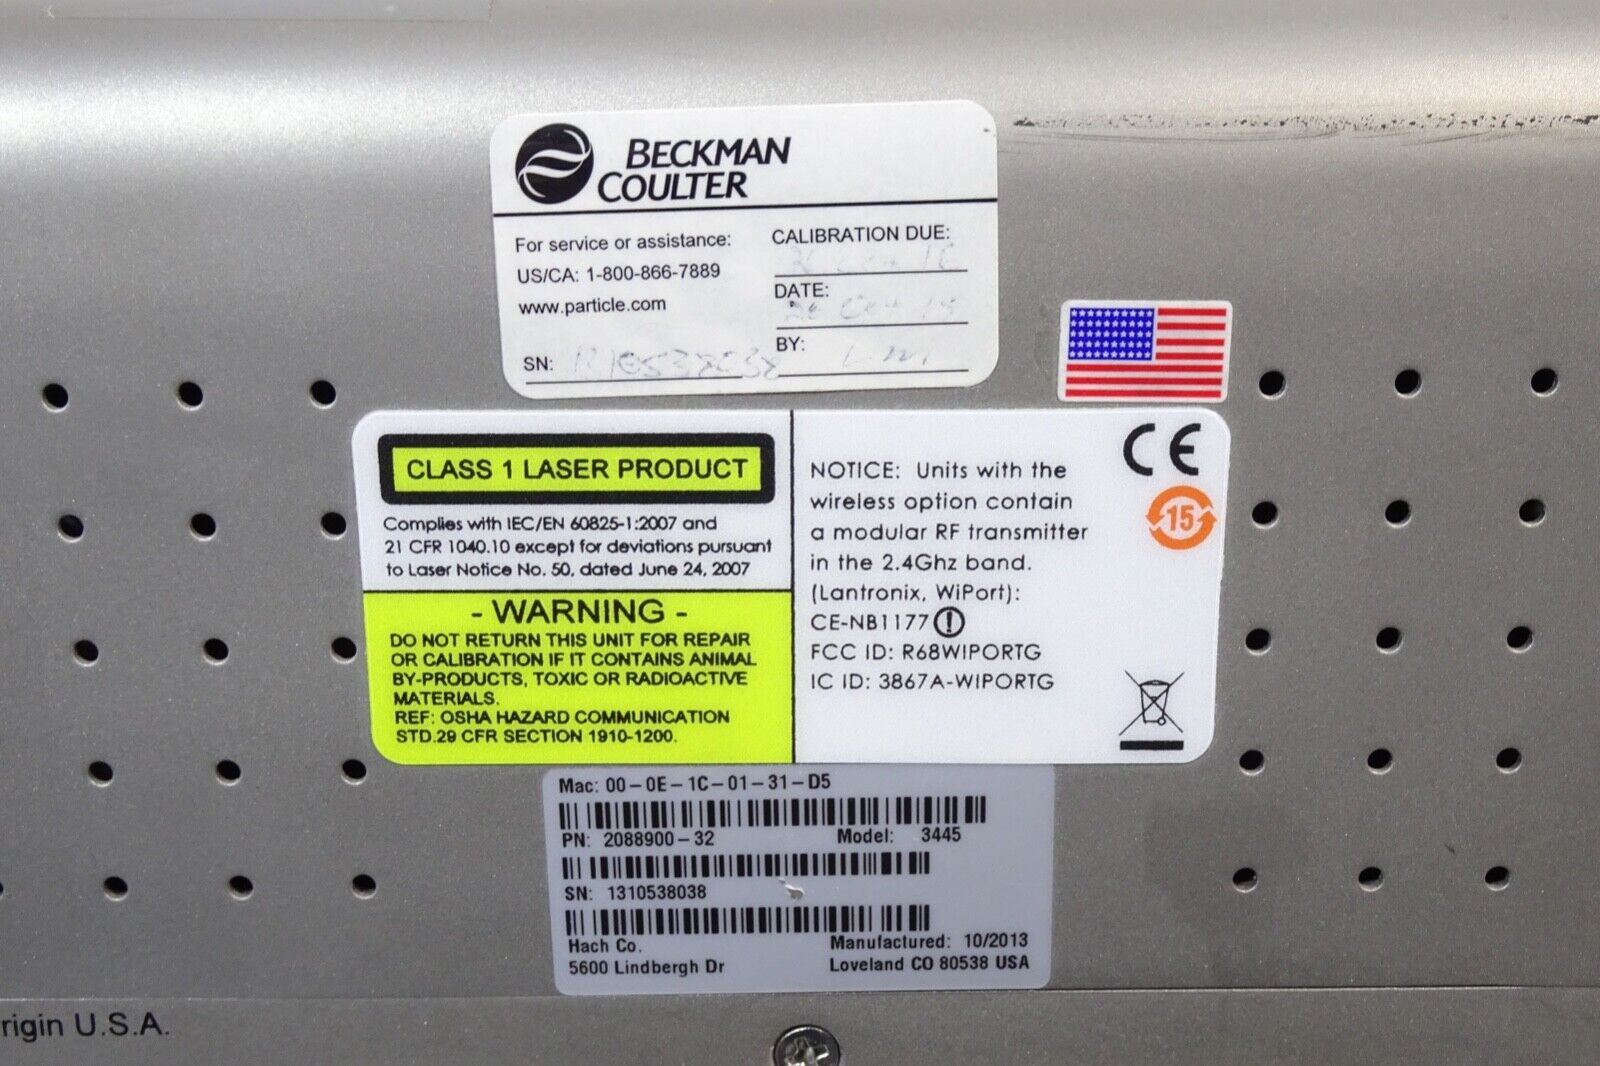 BECKMAN
COULTER
For service or assistance:
US/CA: 1-800-866-7889
www.particle.com
SN:
CALIBRATION DUE:
DATE:
BY:
CLASS 1 LASER PRODUCT
Complies with IEC/EN 60825-1:2007 and
21 CFR 1040.10 except for deviations pursuant
to Laser Notice No. 50, dated June 24, 2007
- WARNING -
DO NOT RETURN THIS UNIT FOR REPAIR
OR CALIBRATION IF IT CONTAINS ANIMAL
BY-PRODUCTS, TOXIC OR RADIOACTIVE
MATERIALS.
REF: OSHA HAZARD COMMUNICATION
STD.29 CFR SECTION 1910-1200.
NOTICE: Units with the
wireless option contain
a modular RF transmitter
in the 2.4Ghz band.
(Lantronix, WiPort):
CE-NB1177
FCC ID: R68WIPORTG
IC ID: 3867A-WIPORTG
CE
15
Mac: 00-0E-1C-01-31-D5
PN: 2088900-32 Model: 3445
SN: 1310538038
Hach Co. Manufactured: 10/2013
5600 Lindbergh Dr Loveland CO 80538 USA
rigin U.S.A.